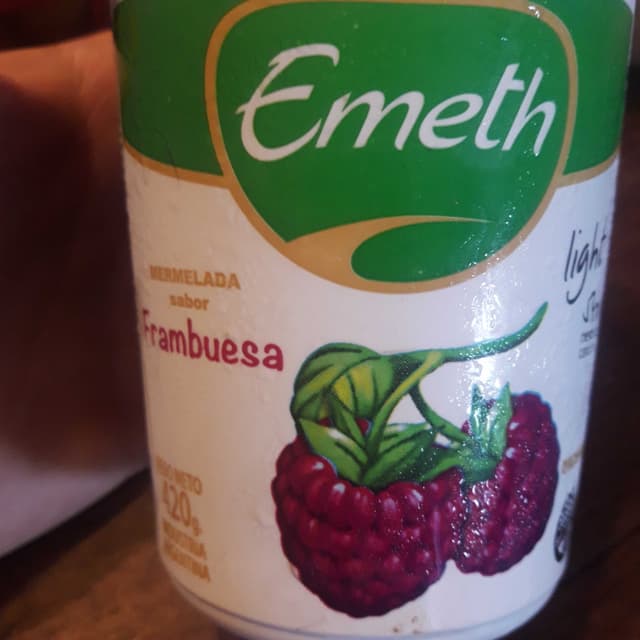 Emeth
MERMELADA
sabor
Frambuesa
light
PESO NETO
420g.
INDUSTRIA
ARGENTINA